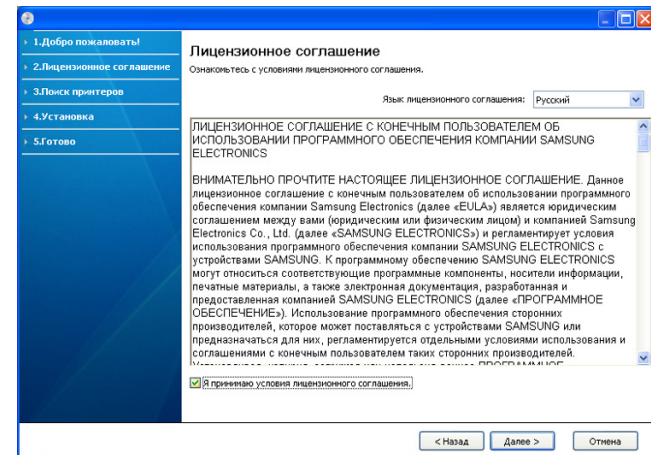 1.Добро пожаловать!
2.Лицензионное соглашение
3.Поиск принтеров
4.Установка
5.Готово
Лицензионное соглашение
Ознакомьтесь с условиями лицензионного соглашения.
Язык лицензионного соглашения: Русский
ЛИЦЕНЗИОННОЕ СОГЛАШЕНИЕ С КОНЕЧНЫМ ПОЛЬЗОВАТЕЛЕМ ОБ
ИСПОЛЬЗОВАНИИ ПРОГРАММНОГО ОБЕСПЕЧЕНИЯ КОМПАНИИ SAMSUNG
ELECTRONICS
ВНИМАТЕЛЬНО ПРОЧТИТЕ НАСТОЯЩЕЕ ЛИЦЕНЗИОННОЕ СОГЛАШЕНИЕ. Данное
лицензионное соглашение с конечным пользователем об использовании программного
обеспечения компании Samsung Electronics (далее «EULA») является юридическим
соглашением между вами (юридическим или физическим лицом) и компанией Samsung
Electronics Co., Ltd. (далее «SAMSUNG ELECTRONICS») и регламентирует условия
использования программного обеспечения компании SAMSUNG ELECTRONICS с
устройствами SAMSUNG. К программному обеспечению SAMSUNG ELECTRONICS
могут относиться соответствующие программные компоненты, носители информации,
печатные материалы, а также электронная документация, разработанная и
предоставленная компанией SAMSUNG ELECTRONICS (далее «ПРОГРАММНОЕ
ОБЕСПЕЧЕНИЕ»). Использование программного обеспечения сторонних
производителей, которое может поставляться с устройствами SAMSUNG или
предназначаться для них, регламентируется отдельными условиями использования и
соглашениями с конечным пользователем таких сторонних производителей.
Я принимаю условия лицензионного соглашения.
< Назад Далее > Отмена